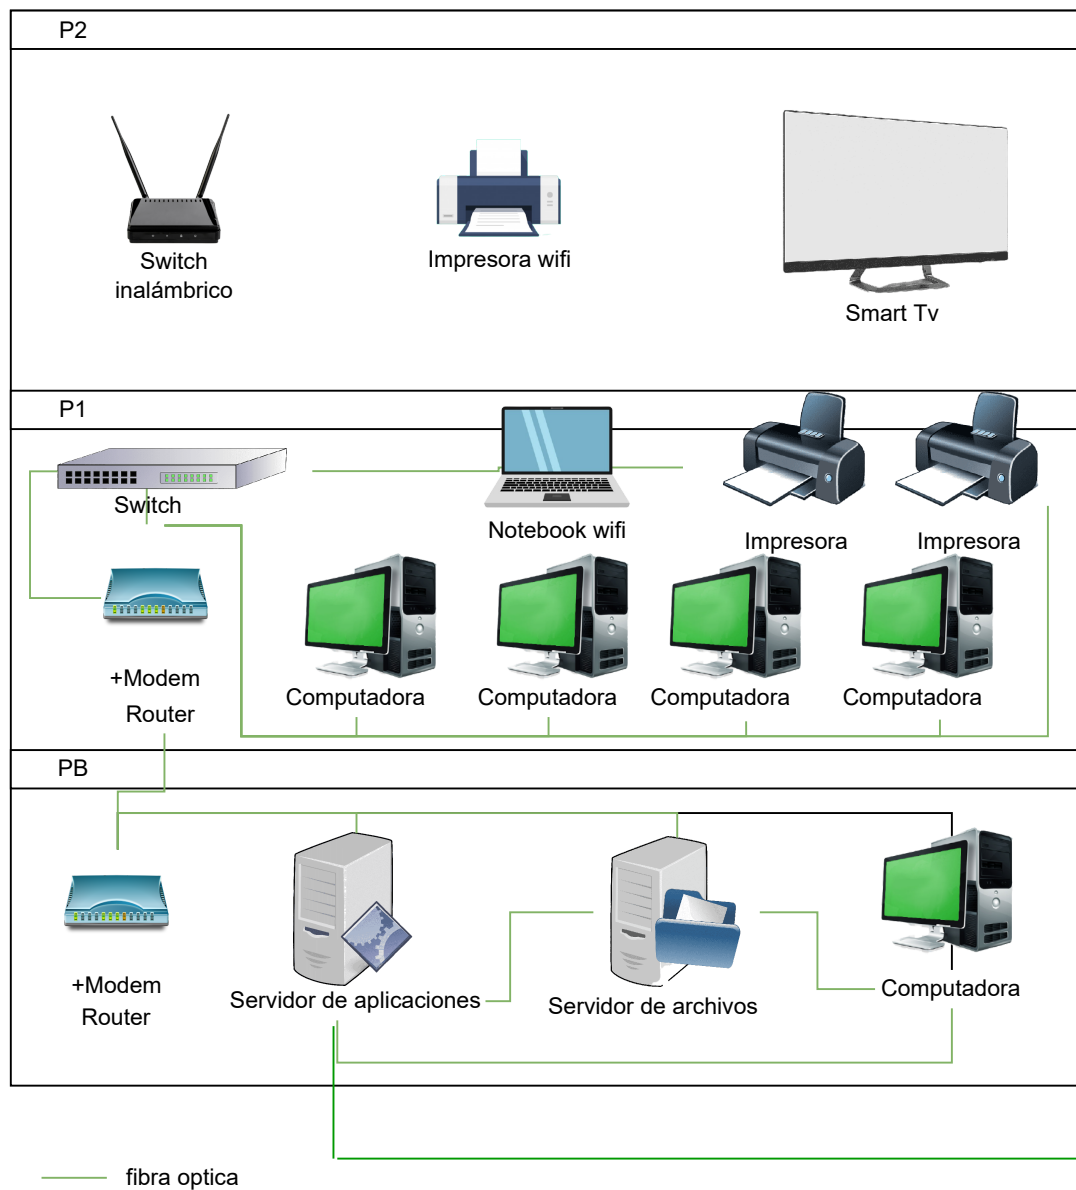 P2
Switch
inalámbrico
Impresora wifi
Smart Tv
P1
Switch
Notebook wifi
Impresora
Impresora
+Modem
Router
Computadora
Computadora
Computadora
Computadora
PB
+Modem
Router
Servidor de aplicaciones
Servidor de archivos
Computadora
fibra optica